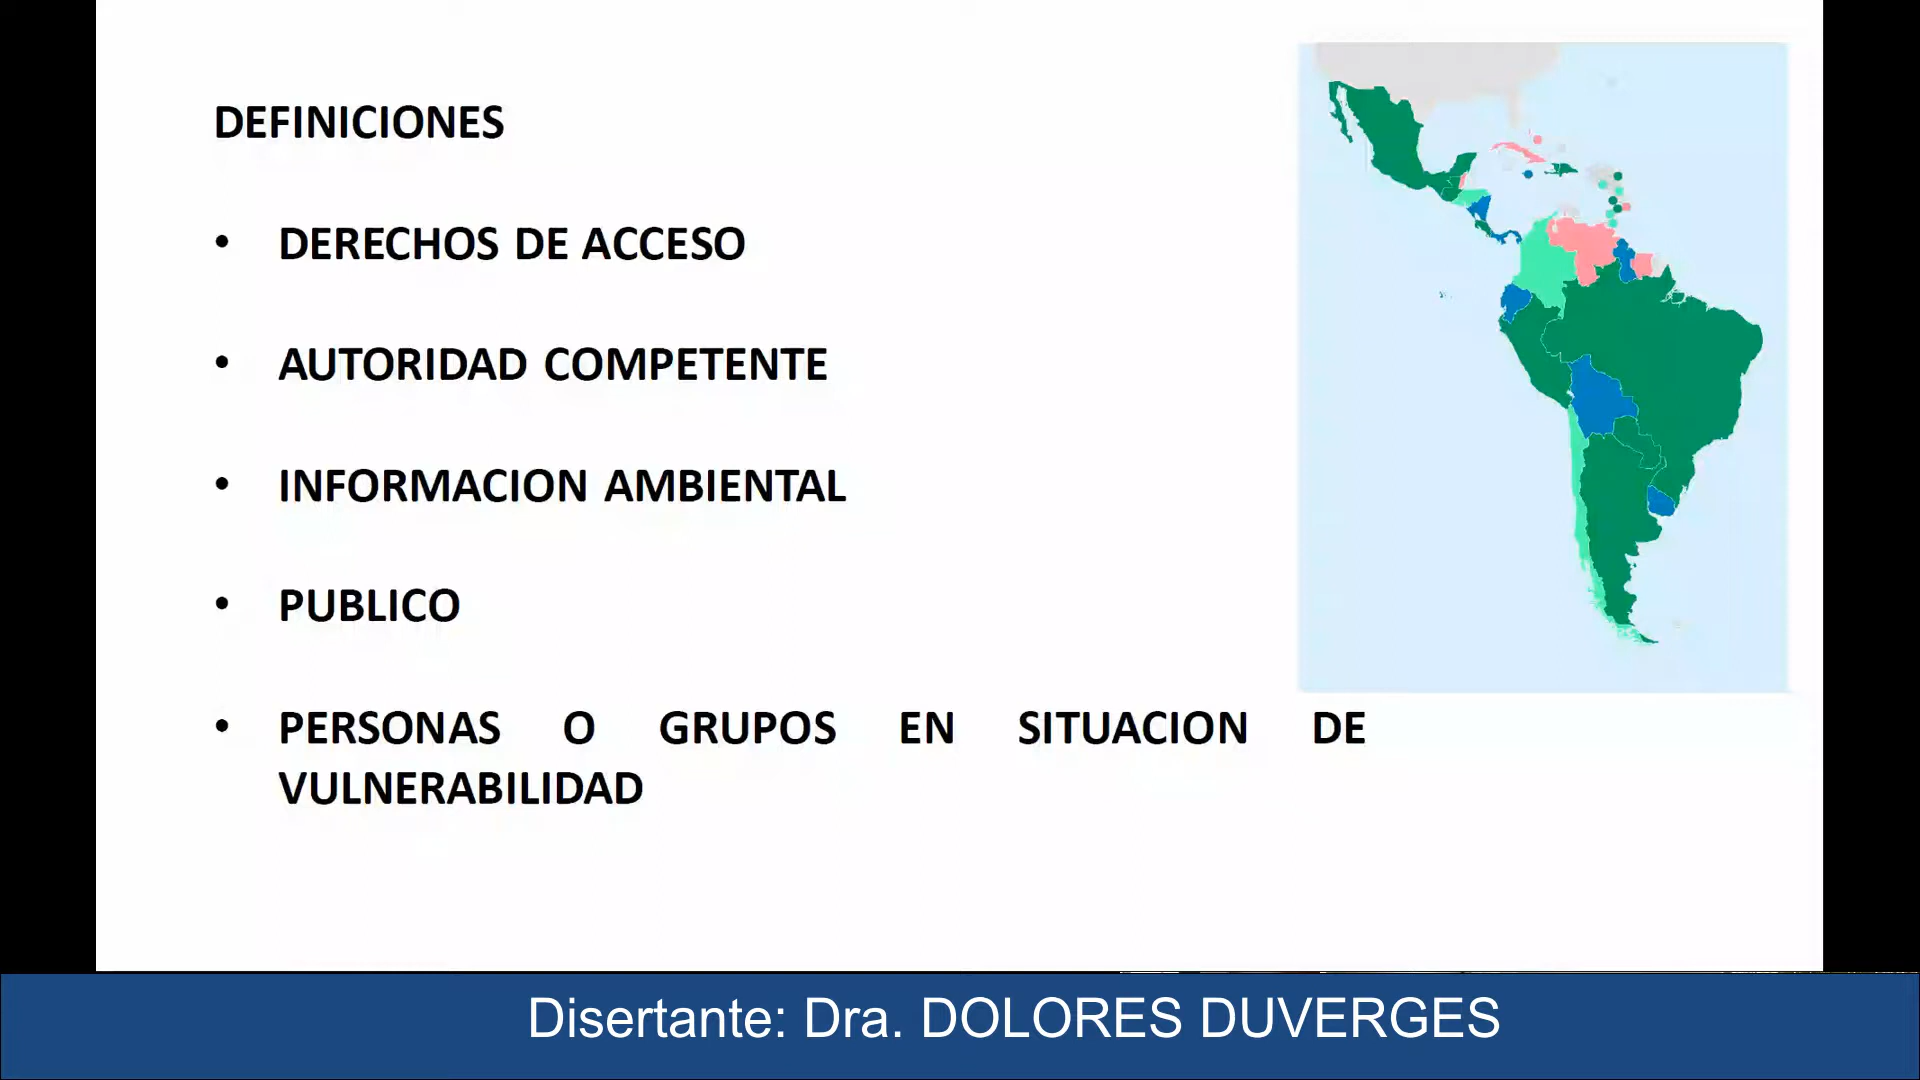 DEFINICIONES
• DERECHOS DE ACCESO
• AUTORIDAD COMPETENTE
• INFORMACION AMBIENTAL
• PUBLICO
• PERSONAS O GRUPOS EN SITUACION DE
VULNERABILIDAD
Disertante: Dra. DOLORES DUVERGES